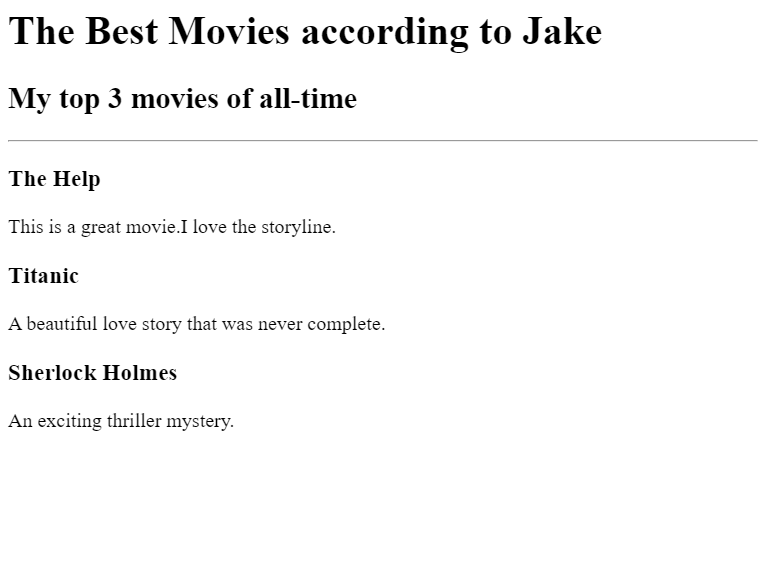 The Best Movies according to Jake
My top 3 movies of all-time
The Help
This is a great movie.I love the storyline.
Titanic
A beautiful love story that was never complete.
Sherlock Holmes
An exciting thriller mystery.